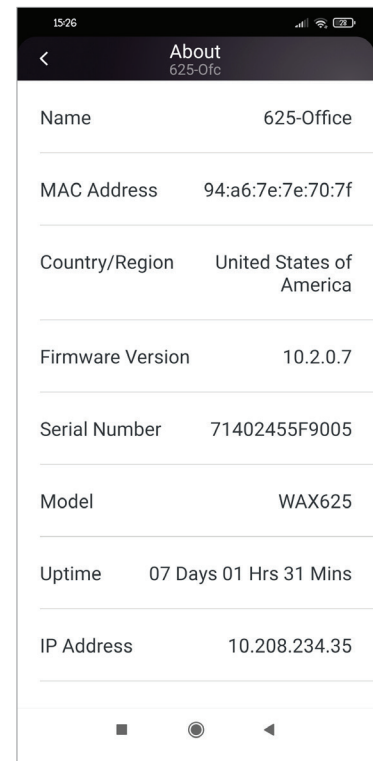 15:26
28
About
625-Ofc
Name 625-Office
MAC Address 94:a6:7e:7e:70:7f
Country/Region United States of
America
Firmware Version 10.2.0.7
Serial Number 71402455F9005
Model WAX625
Uptime 07 Days 01 Hrs 31 Mins
IP Address 10.208.234.35